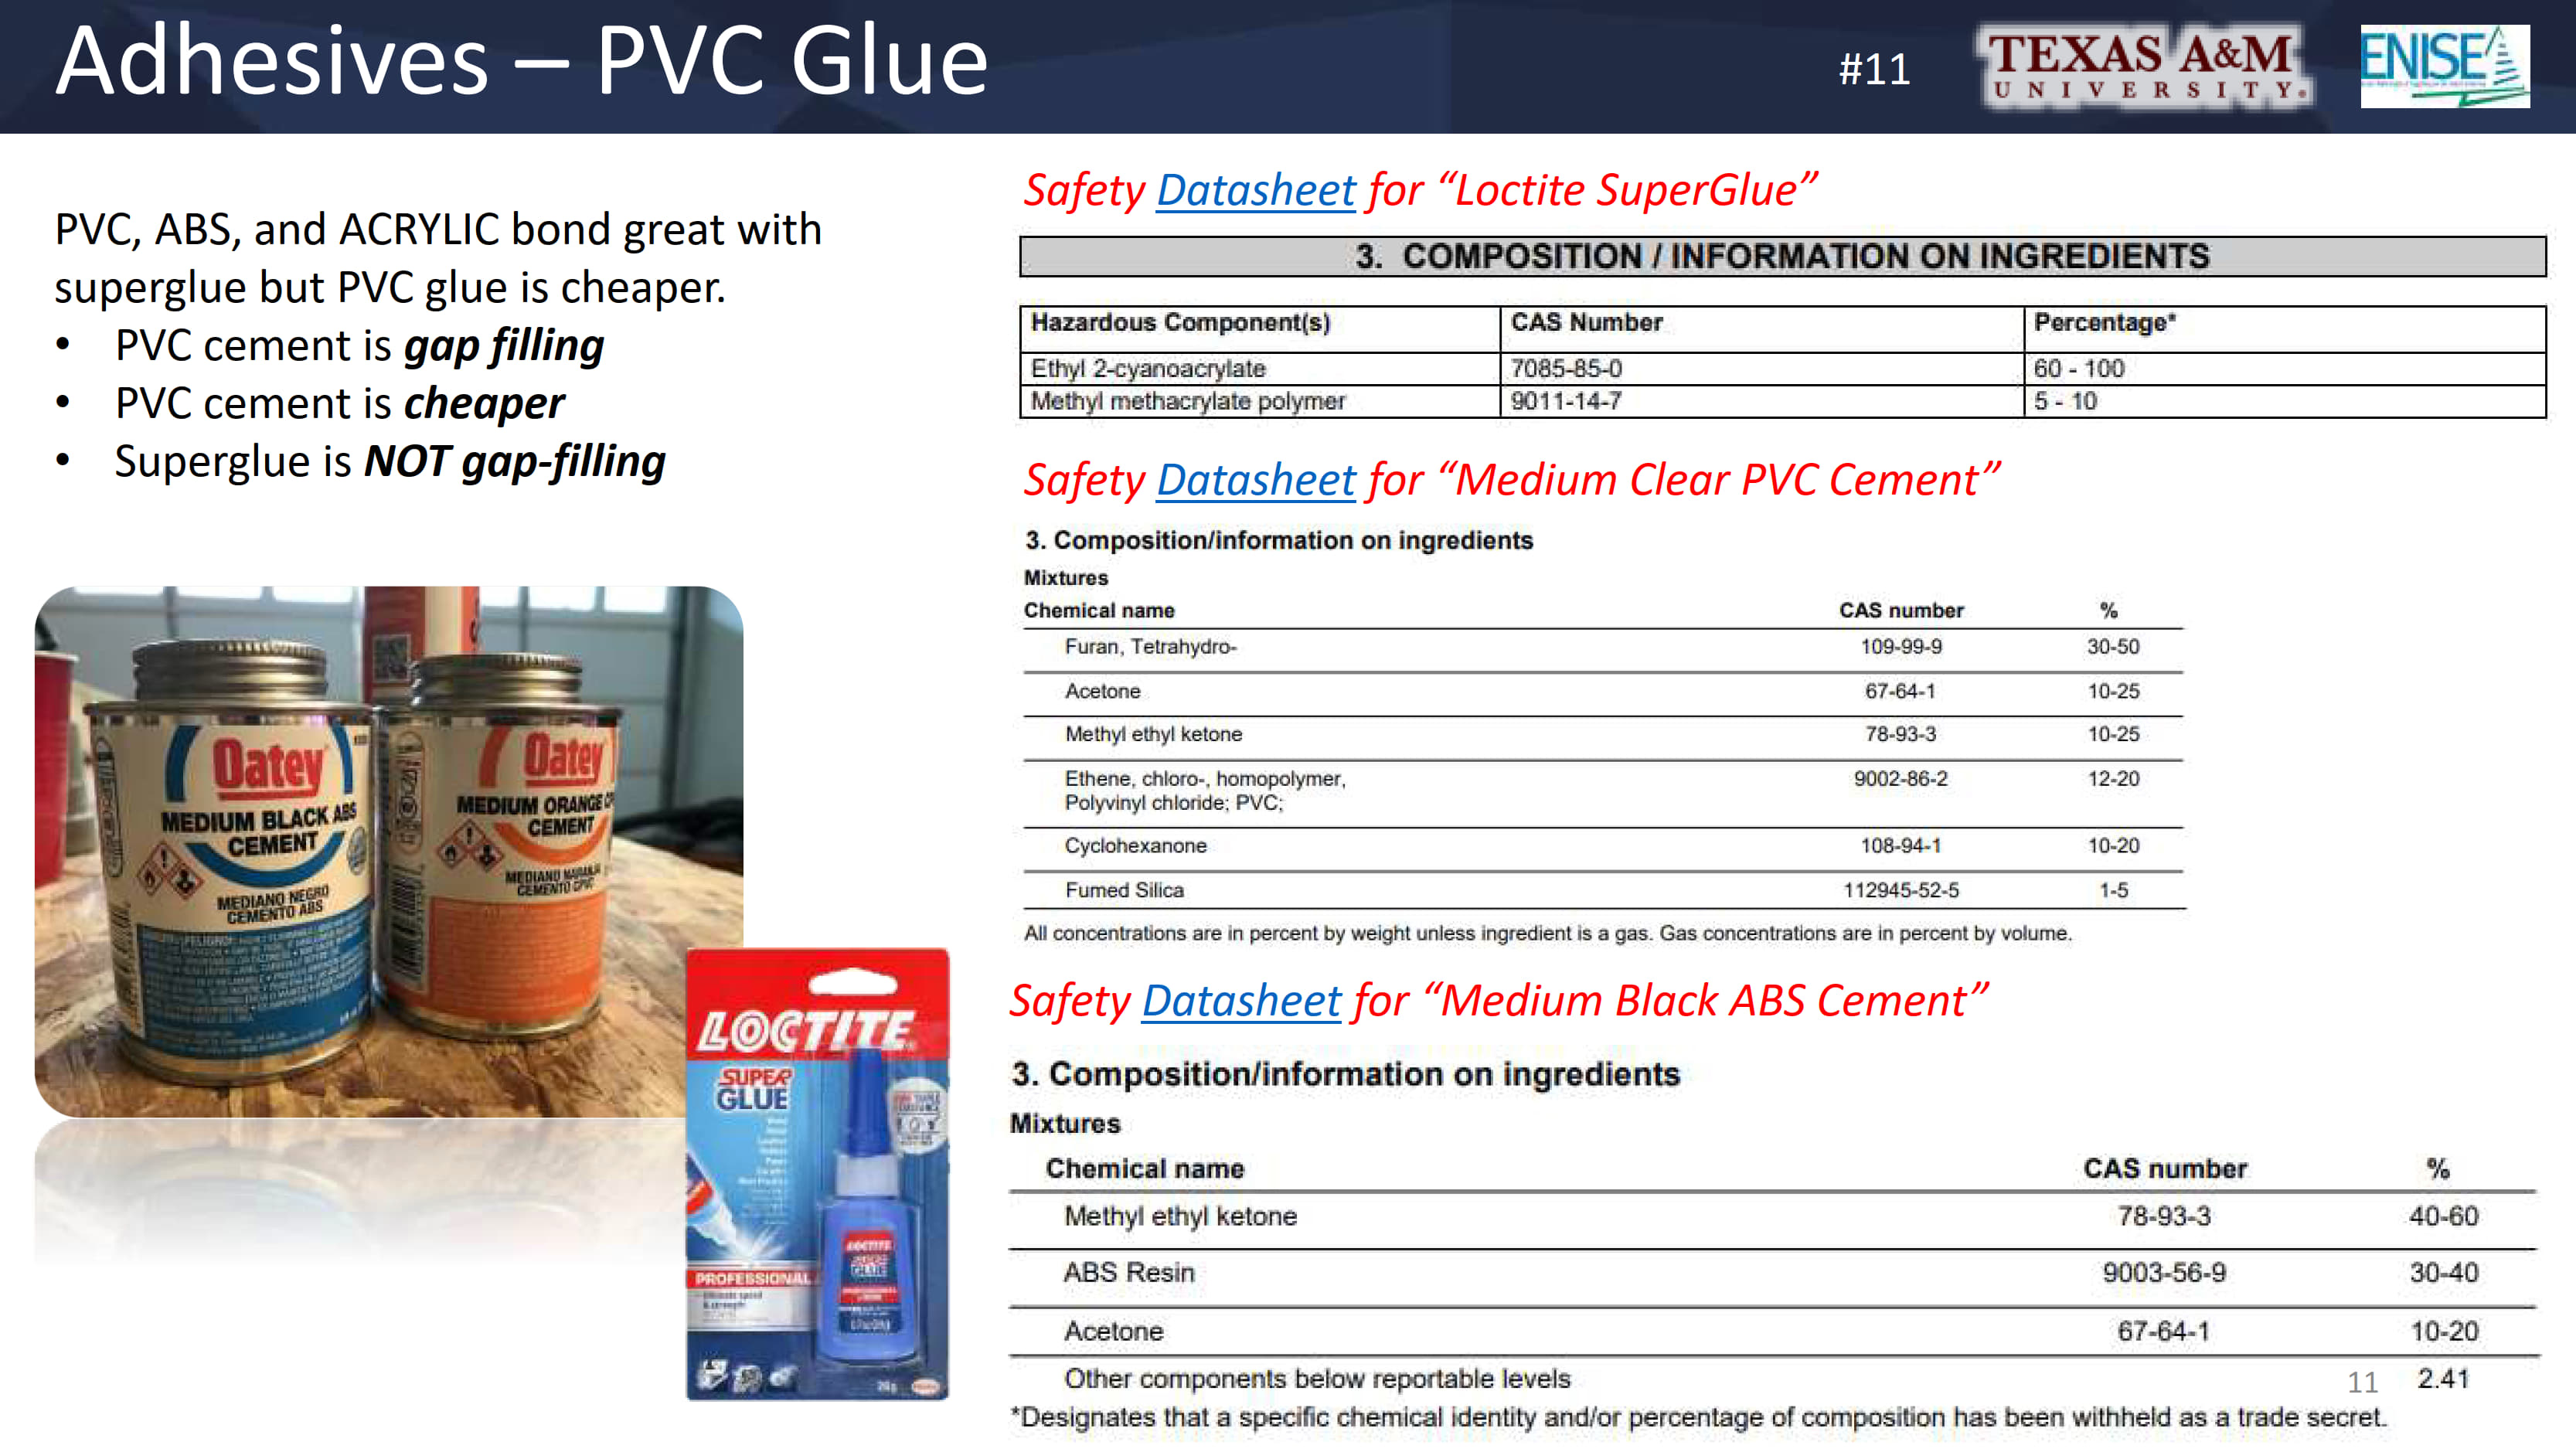 Adhesives – PVC Glue
#11
TEXAS A&M
UNIVERSITY®
ENISE
PVC, ABS, and ACRYLIC bond great with
superglue but PVC glue is cheaper.
• PVC cement is gap filling
• PVC cement is cheaper
• Superglue is NOT gap-filling
Oatey
MEDIUM BLACK ABS
CEMENT
MEDIANO NEGRO
CEMENTO ABS
Oatey
MEDIUM ORANGE
CEMENT
MEDIANO NARANJA
CEMENTO CPVC
LOCTITE
SUPER
GLUE
PROFESSIONAL
LOCTITE
SUPER
GLUE
Safety Datasheet for “Loctite SuperGlue”
3. COMPOSITION / INFORMATION ON INGREDIENTS
Hazardous Component(s) CAS Number Percentage*
Ethyl 2-cyanoacrylate 7085-85-0 60 - 100
Methyl methacrylate polymer 9011-14-7 5 - 10
Safety Datasheet for “Medium Clear PVC Cement”
3. Composition/information on ingredients
Mixtures
Chemical name CAS number %
Furan, Tetrahydro- 109-99-9 30-50
Acetone 67-64-1 10-25
Methyl ethyl ketone 78-93-3 10-25
Ethene, chloro-, homopolymer, 9002-86-2 12-20
Polyvinyl chloride; PVC;
Cyclohexanone 108-94-1 10-20
Fumed Silica 112945-52-5 1-5
All concentrations are in percent by weight unless ingredient is a gas. Gas concentrations are in percent by volume.
Safety Datasheet for “Medium Black ABS Cement”
3. Composition/information on ingredients
Mixtures
Chemical name CAS number %
Methyl ethyl ketone 78-93-3 40-60
ABS Resin 9003-56-9 30-40
Acetone 67-64-1 10-20
Other components below reportable levels 2.41
11
*Designates that a specific chemical identity and/or percentage of composition has been withheld as a trade secret.